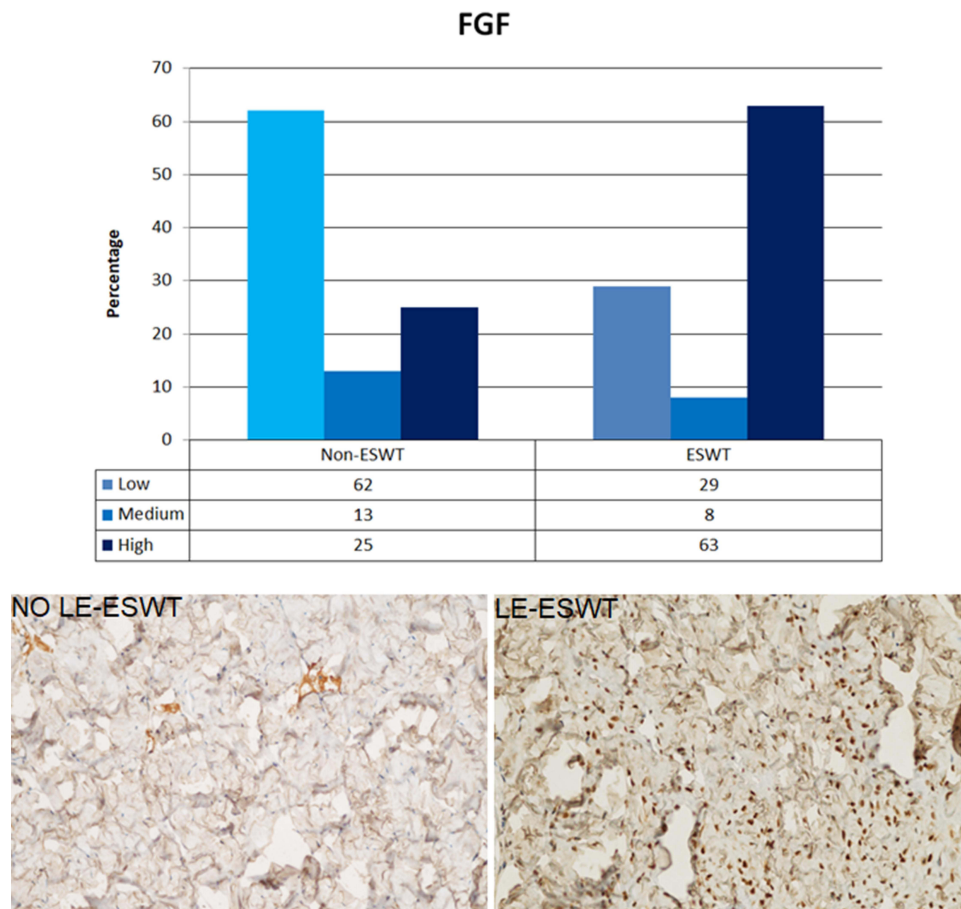 FGF
70
60
50
40
30
20
10
0
Percentage
Non-ESWT ESWT
Low 62 29
Medium 13 8
High 25 63
NO LE-ESWT LE-ESWT